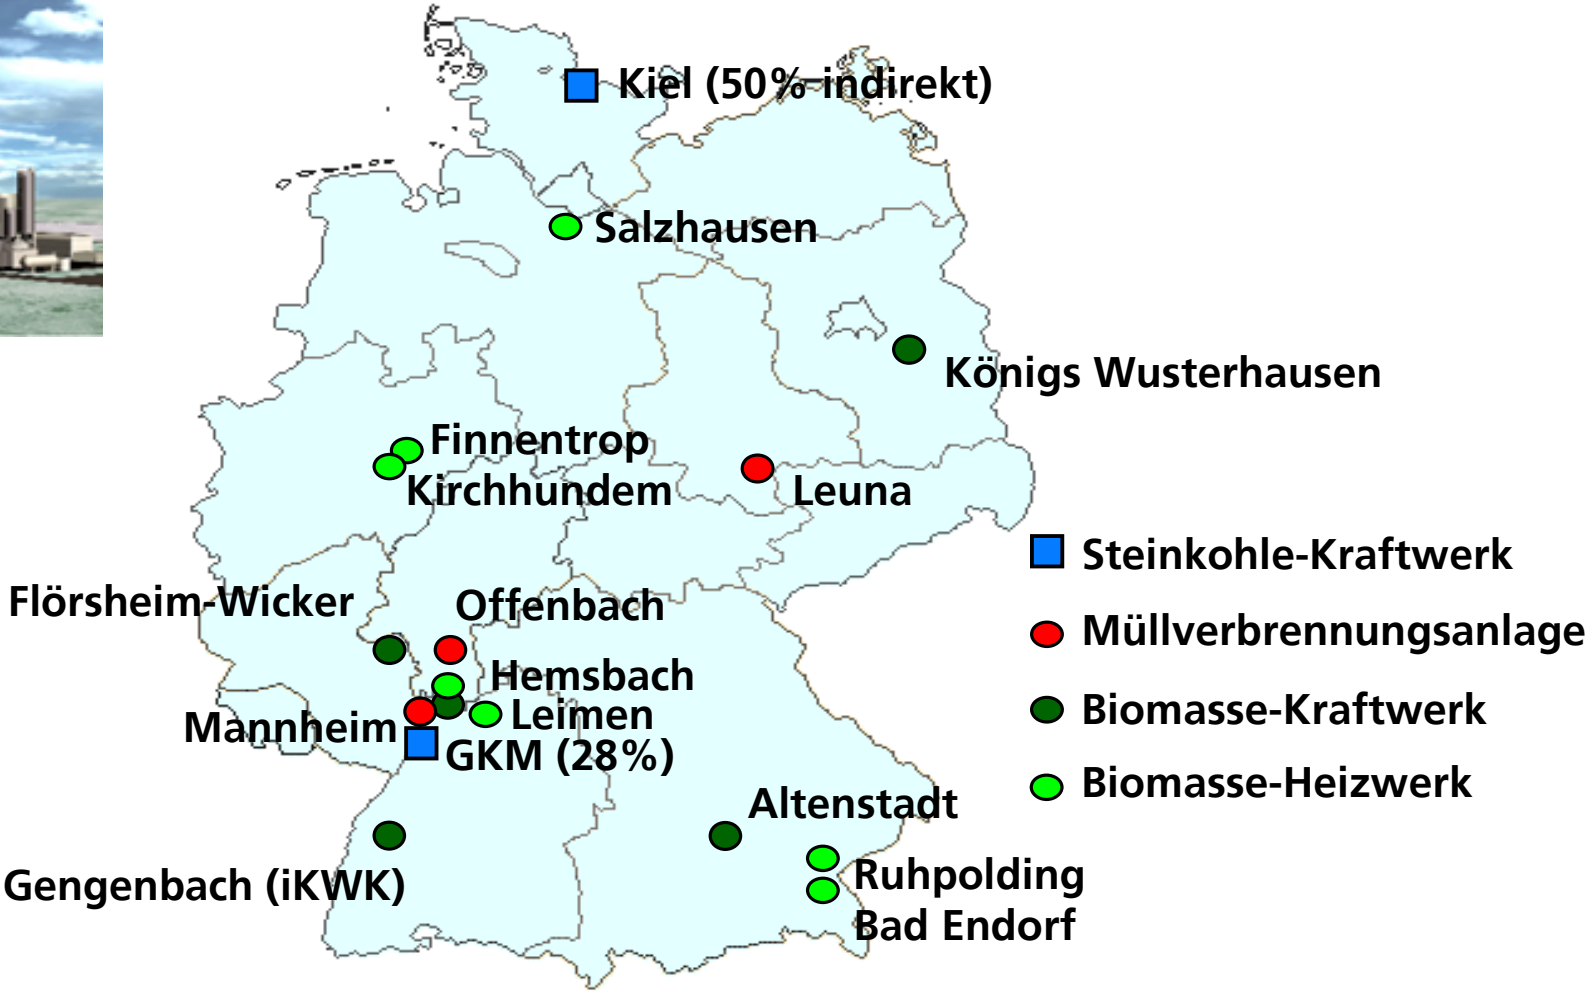 Kiel (50%-indirekt)
Salzhausen
Königs Wusterhausen
Finnentrop
Kirchhundem
Leuna
Steinkohle-Kraftwerk
Flörsheim-Wicker
Offenbach
Müllverbrennungsanlage
Hemsbach
Biomasse-Kraftwerk
Mannheim
Leimen
GKM (28%)
Biomasse-Heizwerk
Altenstadt
Gengenbach (iKWK)
Ruhpolding
Bad Endorf